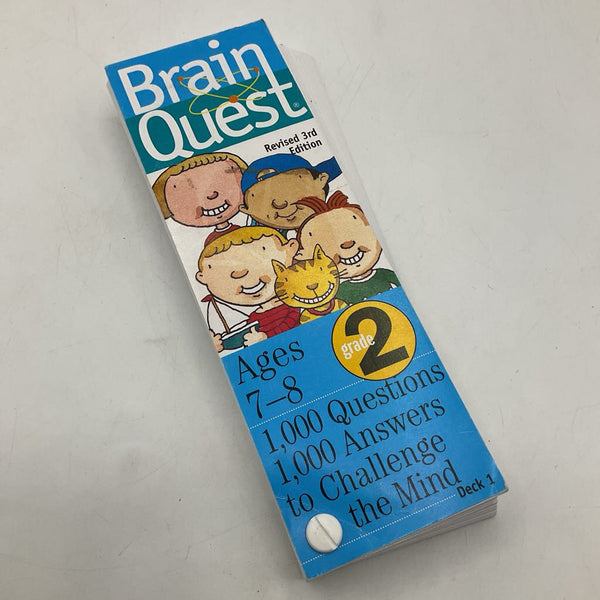 Brain
Quest®
Revised 3rd
Edition
Ages
7–8
grade
2
1,000 Questions
1,000 Answers
to Challenge
the Mind
Deck 1